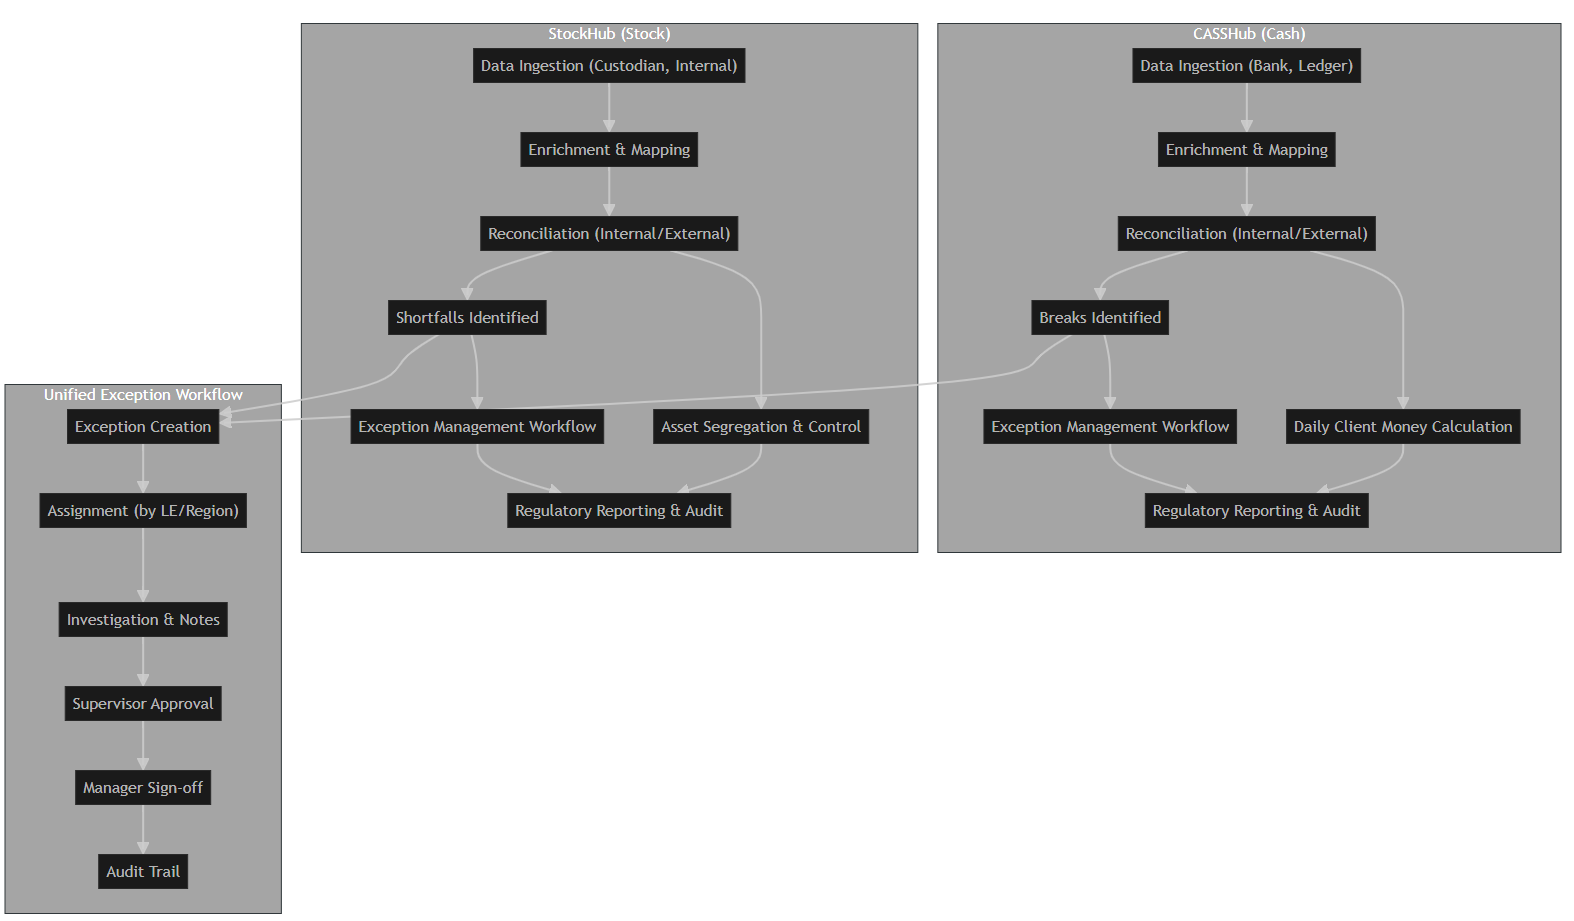 StockHub (Stock)
Data Ingestion (Custodian, Internal)
Enrichment & Mapping
Reconciliation (Internal/External)
Shortfalls Identified
Exception Management Workflow
Asset Segregation & Control
Regulatory Reporting & Audit
CASSHub (Cash)
Data Ingestion (Bank, Ledger)
Enrichment & Mapping
Reconciliation (Internal/External)
Breaks Identified
Exception Management Workflow
Daily Client Money Calculation
Regulatory Reporting & Audit
Unified Exception Workflow
Exception Creation
Assignment (by LE/Region)
Investigation & Notes
Supervisor Approval
Manager Sign-off
Audit Trail